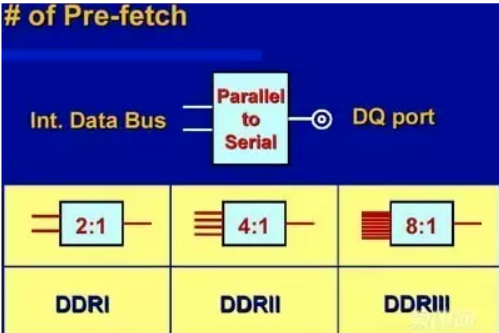 # of Pre-fetch
Int. Data Bus
Parallel
to
Serial
DQ port
2:1
4:1
8:1
DDRI
DDRII
DDRIII